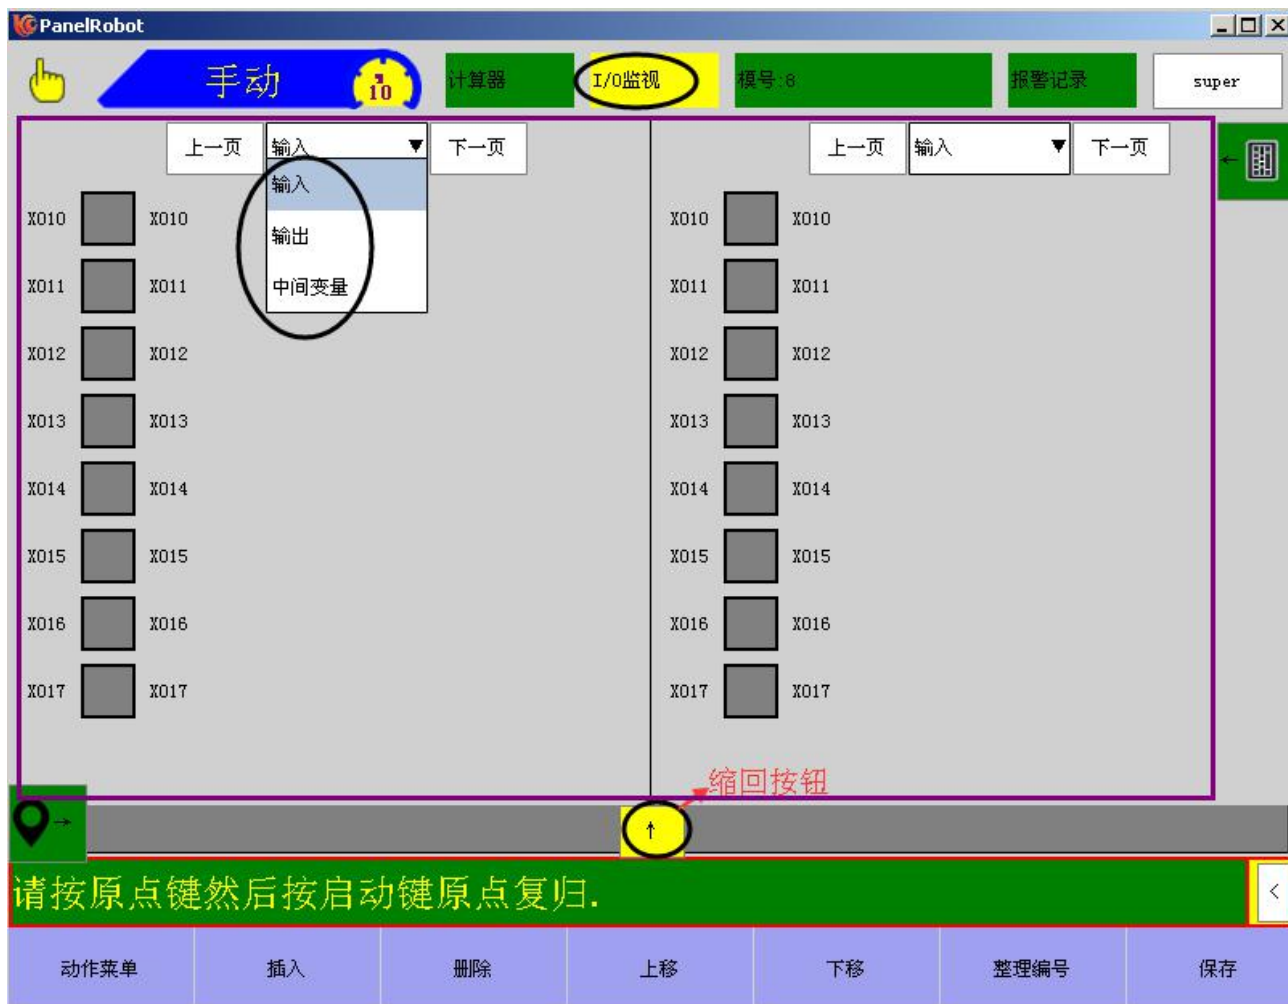 PanelRobot
手动
10
计算器
I/O监视
模号:8
报警记录
super
上一页
输入
下一页
输入
输出
中间变量
X010 X010
X011 X011
X012 X012
X013 X013
X014 X014
X015 X015
X016 X016
X017 X017
上一页
输入
下一页
X010 X010
X011 X011
X012 X012
X013 X013
X014 X014
X015 X015
X016 X016
X017 X017
缩回按钮
请按原点键然后按启动键原点复归.
动作菜单
插入
删除
上移
下移
整理编号
保存